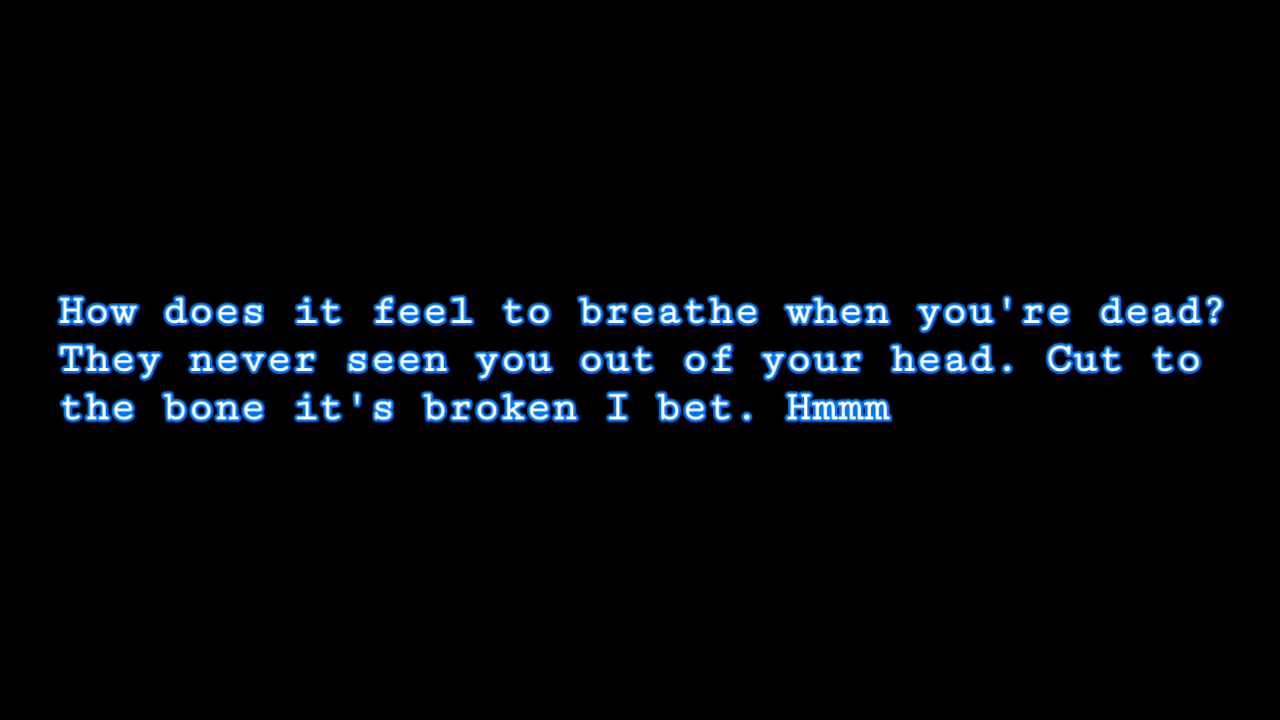 How does it feel to breathe when you're dead?
They never seen you out of your head. Cut to
the bone it's broken I bet. Hmmm